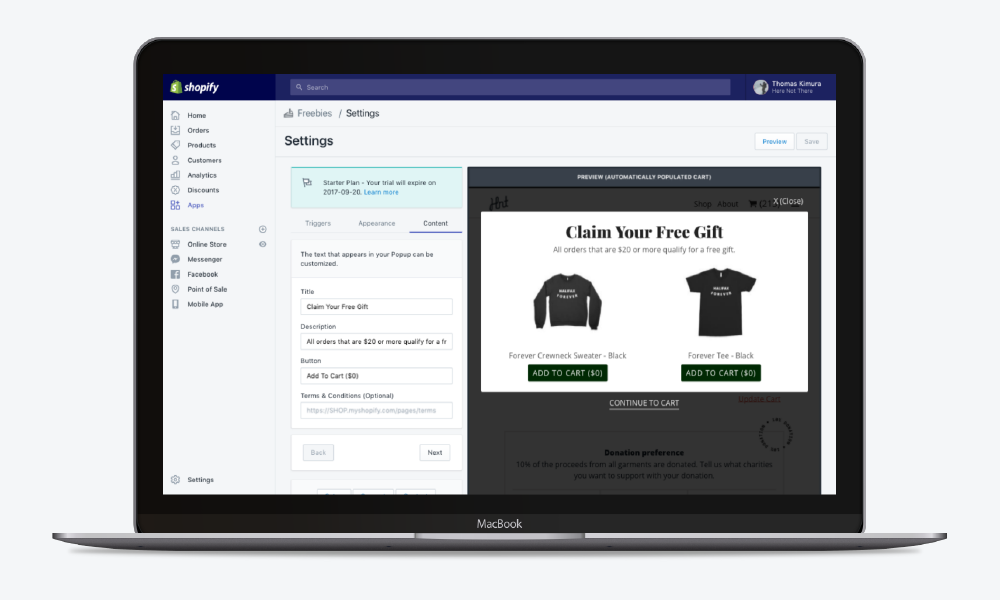 shopify
Search
Thomas Kimura
Here Not There
Home
Orders
Products
Customers
Analytics
Discounts
Apps
SALES CHANNELS
Online Store
Messenger
Facebook
Point of Sale
Mobile App
Settings
Freebies / Settings
Settings
Preview
Save
Starter Plan - Your trial will expire on
2017-09-20. Learn more
Triggers Appearance Content
The text that appears in your Popup can be
customized.
Title
Claim Your Free Gift
Description
All orders that are $20 or more qualify for a fr
Button
Add To Cart ($0)
Terms & Conditions (Optional)
https://SHOP.myshopify.com/pages/terms
Back
Next
PREVIEW (AUTOMATICALLY POPULATED CART)
Hnt
Shop About
X (Close)
Claim Your Free Gift
All orders that are $20 or more qualify for a free gift.
HALIFAX
FOREVER
HALIFAX
FOREVER
Forever Crewneck Sweater - Black
Forever Tee - Black
ADD TO CART ($0)
ADD TO CART ($0)
CONTINUE TO CART
Update Cart
Donation preference
10% of the proceeds from all garments are donated. Tell us what charities
you want to support with your donation.
MacBook